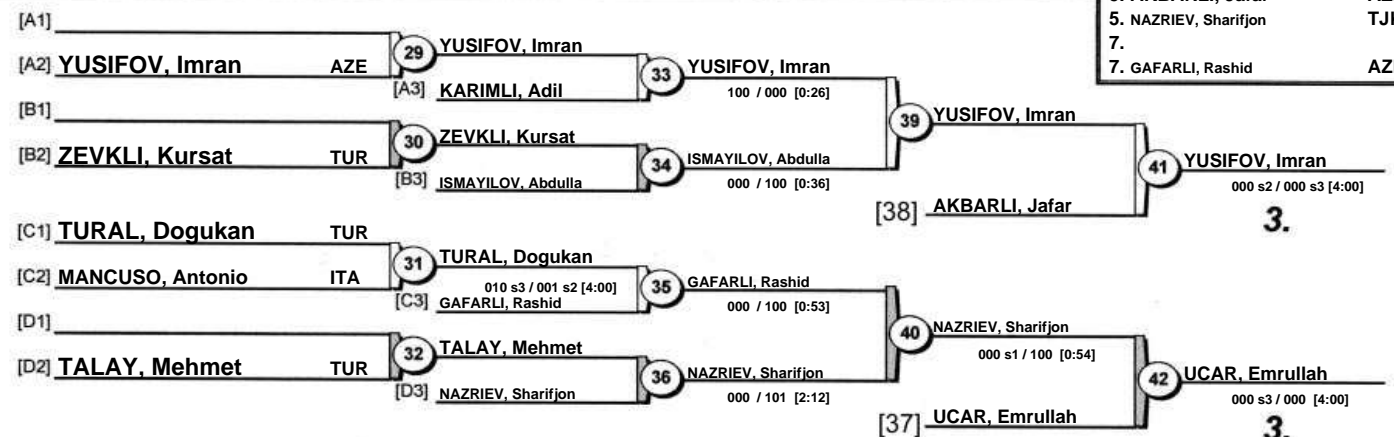 5. NAZRIEV, Sharifjon
7.
7. GAFARLI, Rashid
[A1]
[A2] YUSIFOV, Imran AZE
29
YUSIFOV, Imran
[A3] KARIMLI, Adil
33
YUSIFOV, Imran
100 / 000 [0:26]
[B1]
[B2] ZEVKLI, Kursat TUR
30
ZEVKLI, Kursat
[B3] ISMAYILOV, Abdulla
34
ISMAYILOV, Abdulla
000 / 100 [0:36]
39
YUSIFOV, Imran
[38] AKBARLI, Jafar
41
YUSIFOV, Imran
000 s2 / 000 s3 [4:00]
3.
[C1] TURAL, Dogukan TUR
[C2] MANCUSO, Antonio ITA
31
TURAL, Dogukan
010 s3 / 001 s2 [4:00]
[C3] GAFARLI, Rashid
35
GAFARLI, Rashid
000 / 100 [0:53]
[D1]
[D2] TALAY, Mehmet TUR
32
TALAY, Mehmet
[D3] NAZRIEV, Sharifjon
36
NAZRIEV, Sharifjon
000 / 101 [2:12]
40
NAZRIEV, Sharifjon
000 s1 / 100 [0:54]
[37] UCAR, Emrullah
42
UCAR, Emrullah
000 s3 / 000 [4:00]
3.